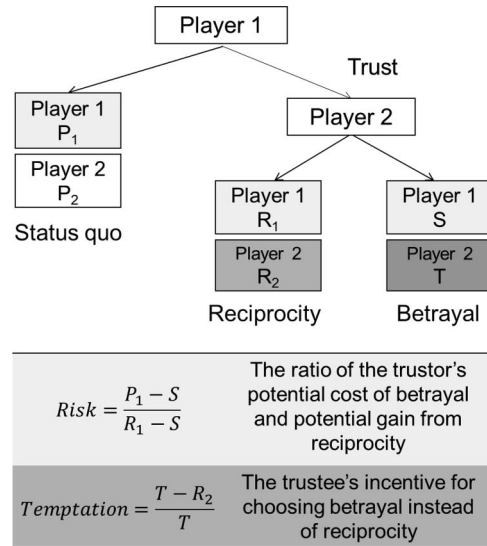 Player 1
Trust
Player 1
P₁
Player 2
P₂
Status quo
Player 2
Player 1
R₁
Player 2
R₂
Reciprocity
Player 1
S
Player 2
T
Betrayal
Risk = (P₁ − S) / (R₁ − S)
The ratio of the trustor's
potential cost of betrayal
and potential gain from
reciprocity
Temptation = (T − R₂) / T
The trustee's incentive for
choosing betrayal instead
of reciprocity